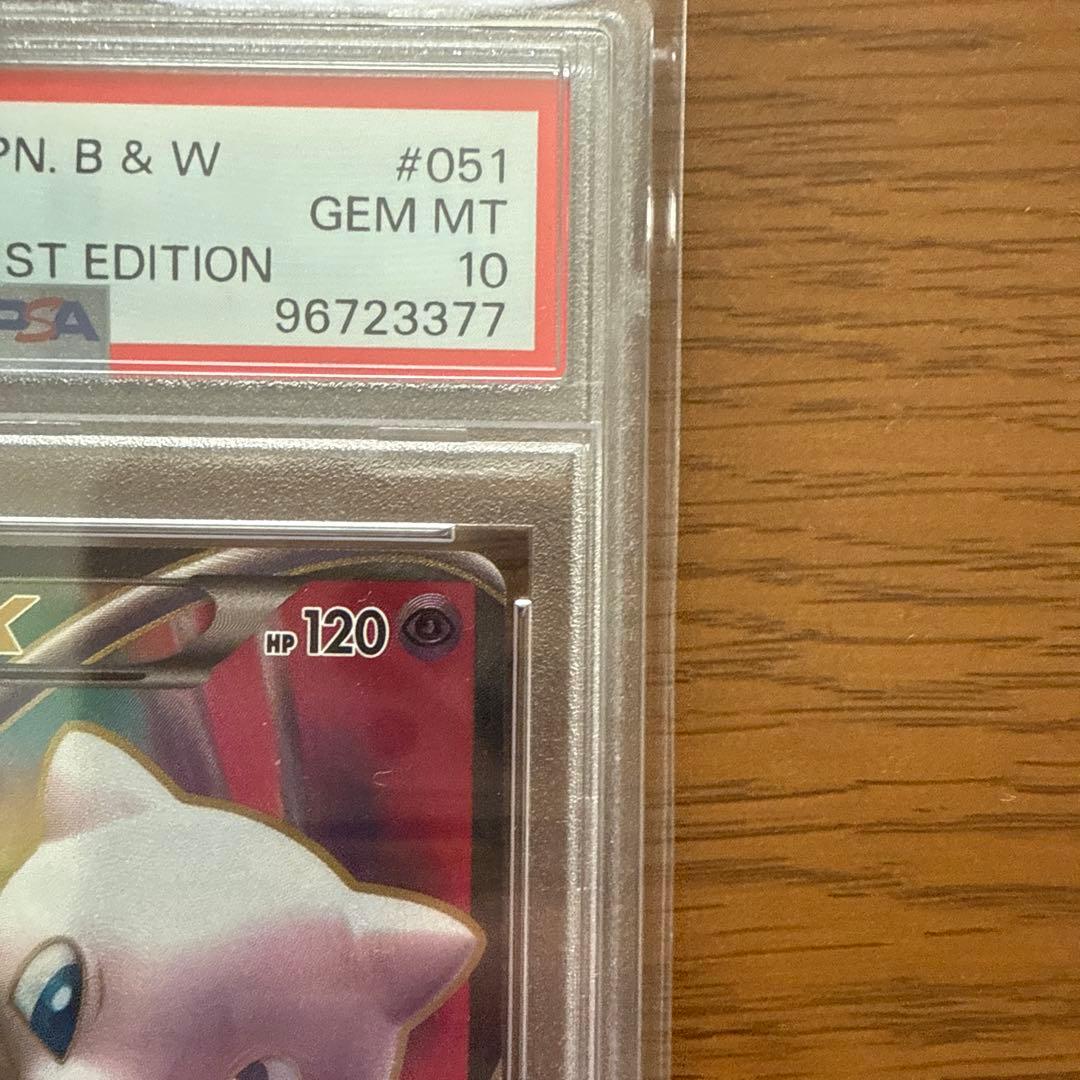 PN. B & W #051
GEM MT
ST EDITION 10
PSA 96723377
X HP 120